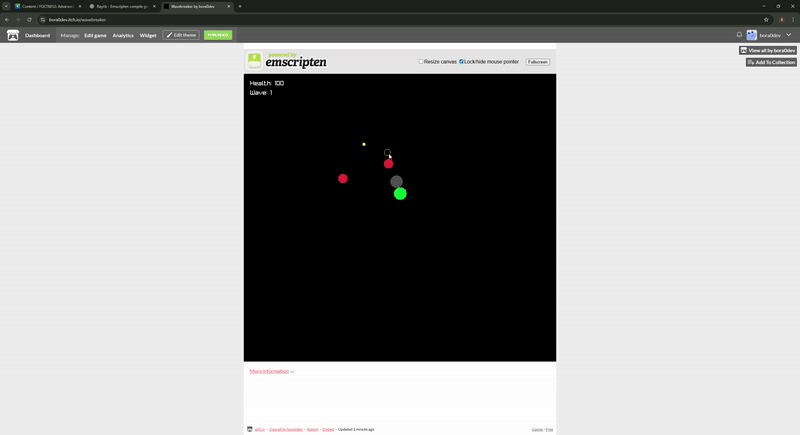 Content / FGCT5015: Advanced
Raylib - Emscripten compile g
Wavebreaker by bora0dev
bora0dev.itch.io/wavebreaker
Dashboard
Manage:
Edit game
Analytics
Widget
Edit theme
bora0dev
View all by bora0dev
Add To Collection
powered by
emscripten
Resize canvas
Lock/hide mouse pointer
Fullscreen
Health: 100
Wave: 1
More information
itch.io · View all by bora0dev · Report · Embed · Updated 1 minute ago
Games › Free